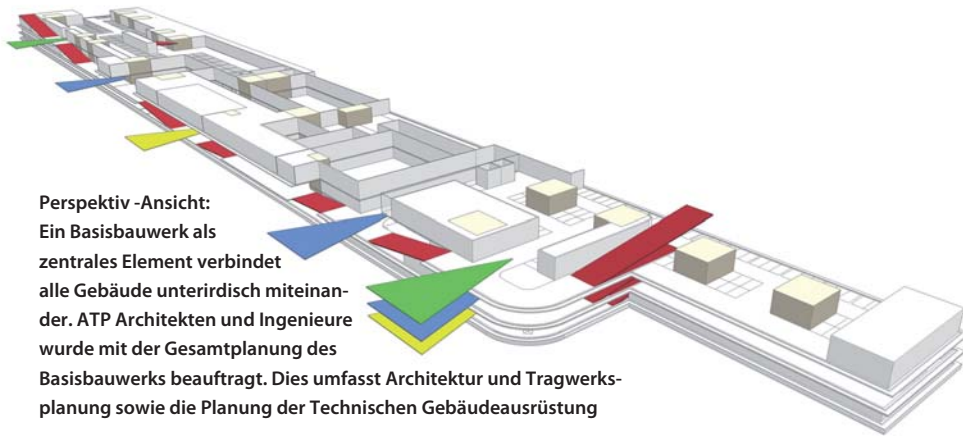 Perspektiv -Ansicht:
Ein Basisbauwerk als
zentrales Element verbindet
alle Gebäude unterirdisch miteinan-
der. ATP Architekten und Ingenieure
wurde mit der Gesamtplanung des
Basisbauwerks beauftragt. Dies umfasst Architektur und Tragwerks-
planung sowie die Planung der Technischen Gebäudeausrüstung